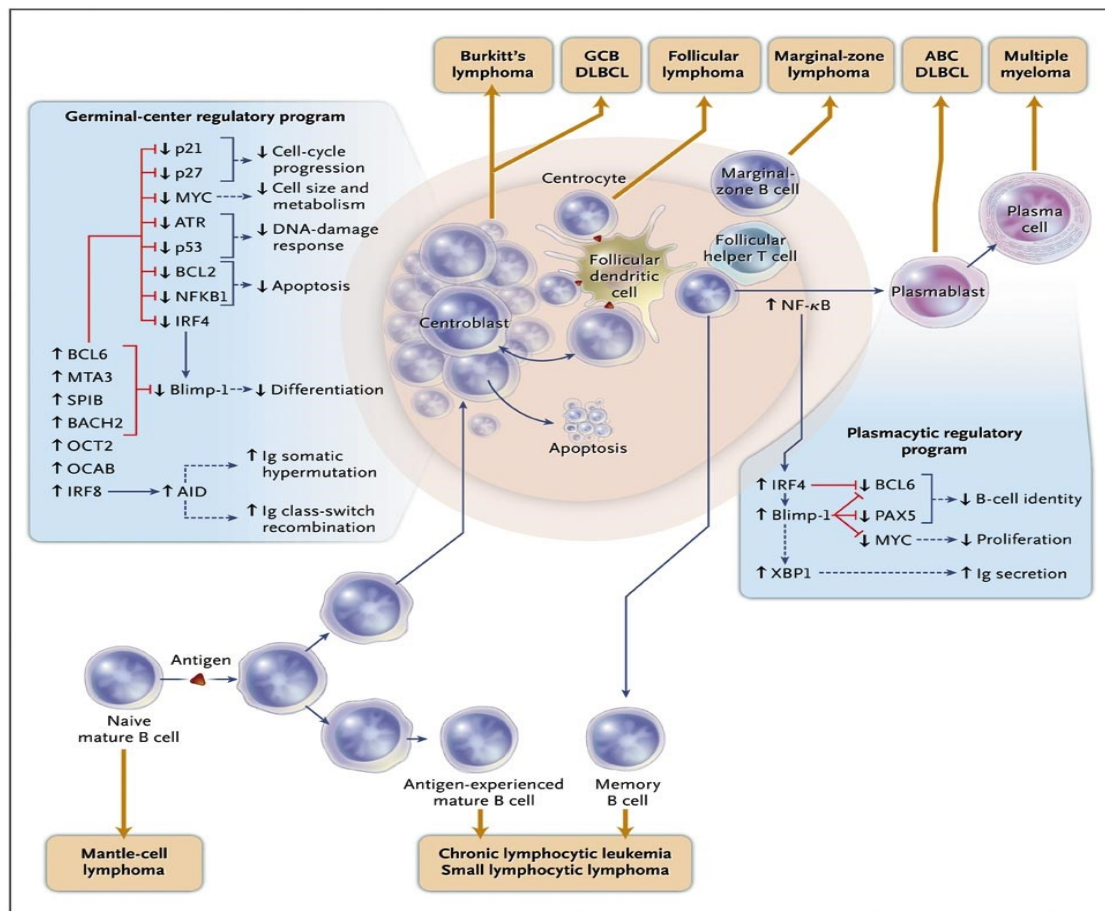 Burkitt's
lymphoma
GCB
DLBCL
Follicular
lymphoma
Marginal-zone
lymphoma
ABC
DLBCL
Multiple
myeloma
Germinal-center regulatory program
↓ p21
↓ p27
↓ Cell-cycle
progression
↓ MYC
↓ Cell size and
metabolism
↓ ATR
↓ p53
↓ DNA-damage
response
↓ BCL2
↓ NFKB1
↓ Apoptosis
↓ IRF4
↑ BCL6
↑ MTA3
↑ SPIB
↑ BACH2
↑ OCT2
↑ OCAB
↑ IRF8
↓ Blimp-1
↓ Differentiation
↑ AID
↑ Ig somatic
hypermutation
↑ Ig class-switch
recombination
Centrocyte
Marginal-
zone B cell
Follicular
dendritic
cell
Follicular
helper T cell
Centroblast
Apoptosis
↑ NF-κB
Plasmablast
Plasma
cell
Plasmacytic regulatory
program
↑ IRF4
↓ BCL6
↑ Blimp-1
↓ PAX5
↓ B-cell identity
↓ MYC
↓ Proliferation
↑ XBP1
↑ Ig secretion
Antigen
Naive
mature B cell
Antigen-experienced
mature B cell
Memory
B cell
Mantle-cell
lymphoma
Chronic lymphocytic leukemia
Small lymphocytic lymphoma